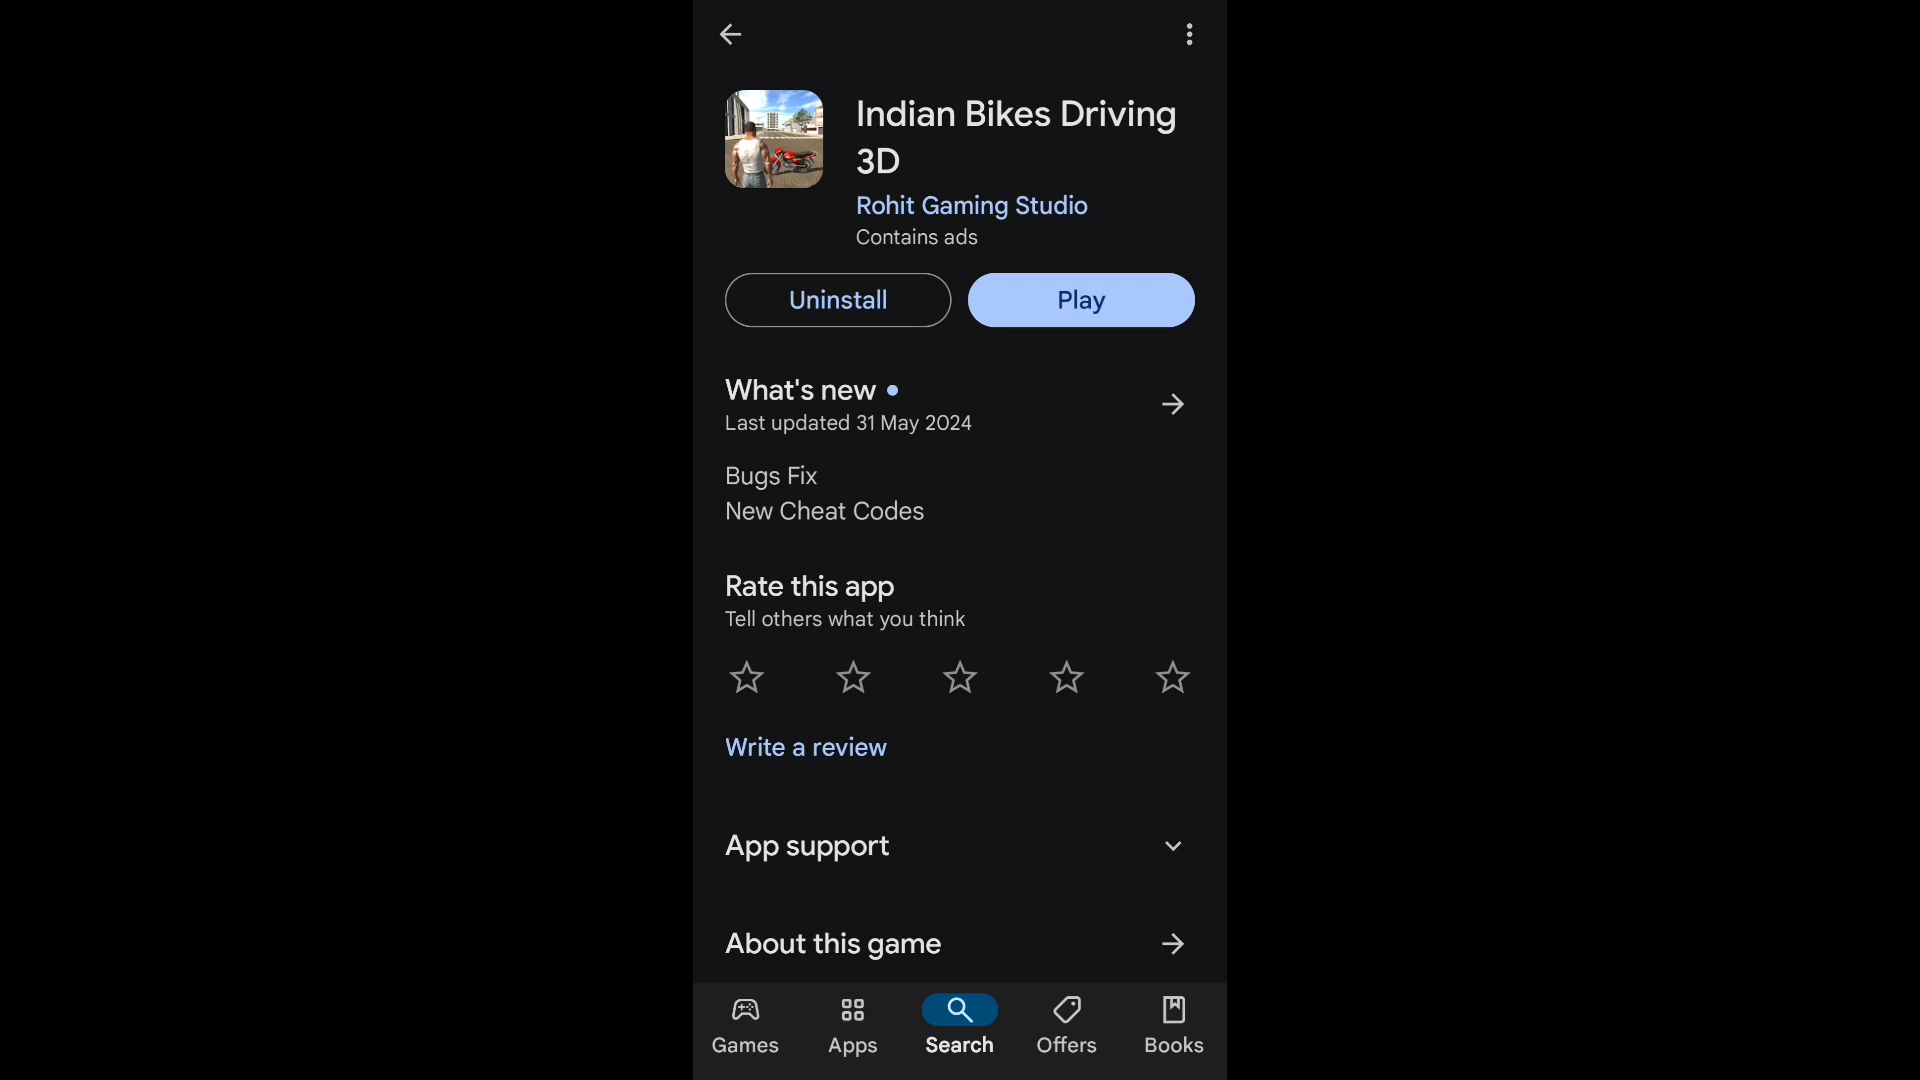 Indian Bikes Driving
3D
Rohit Gaming Studio
Contains ads
Uninstall
Play
What's new
Last updated 31 May 2024
Bugs Fix
New Cheat Codes
Rate this app
Tell others what you think
Write a review
App support
About this game
Games
Apps
Search
Offers
Books